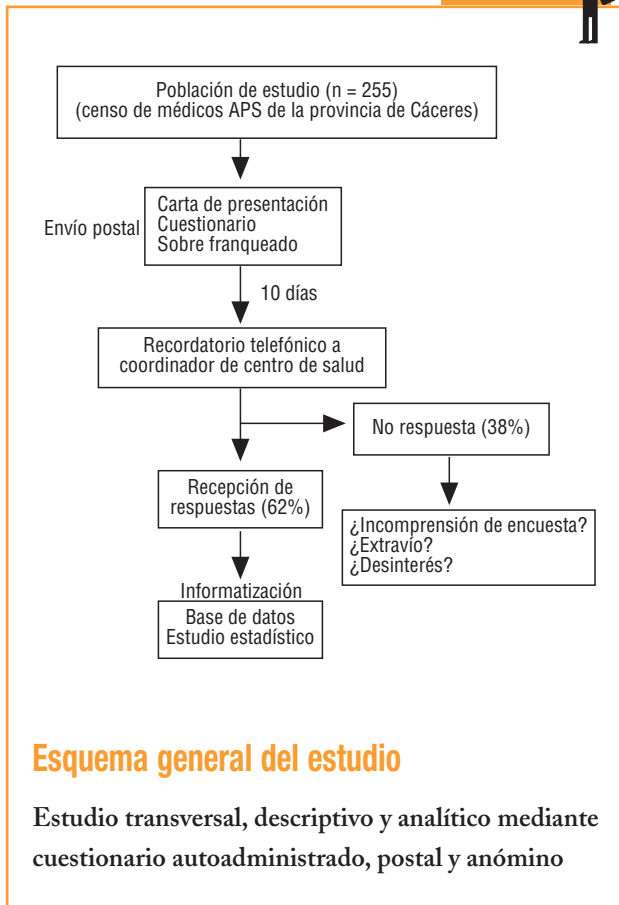 Población de estudio (n = 255)
(censo de médicos APS de la provincia de Cáceres)
Envío postal
Carta de presentación
Cuestionario
Sobre franqueado
10 días
Recordatorio telefónico a
coordinador de centro de salud
No respuesta (38%)
Recepción de
respuestas (62%)
¿Incomprensión de encuesta?
¿Extravío?
¿Desinterés?
Informatización
Base de datos
Estudio estadístico
Esquema general del estudio
Estudio transversal, descriptivo y analítico mediante
cuestionario autoadministrado, postal y anómino